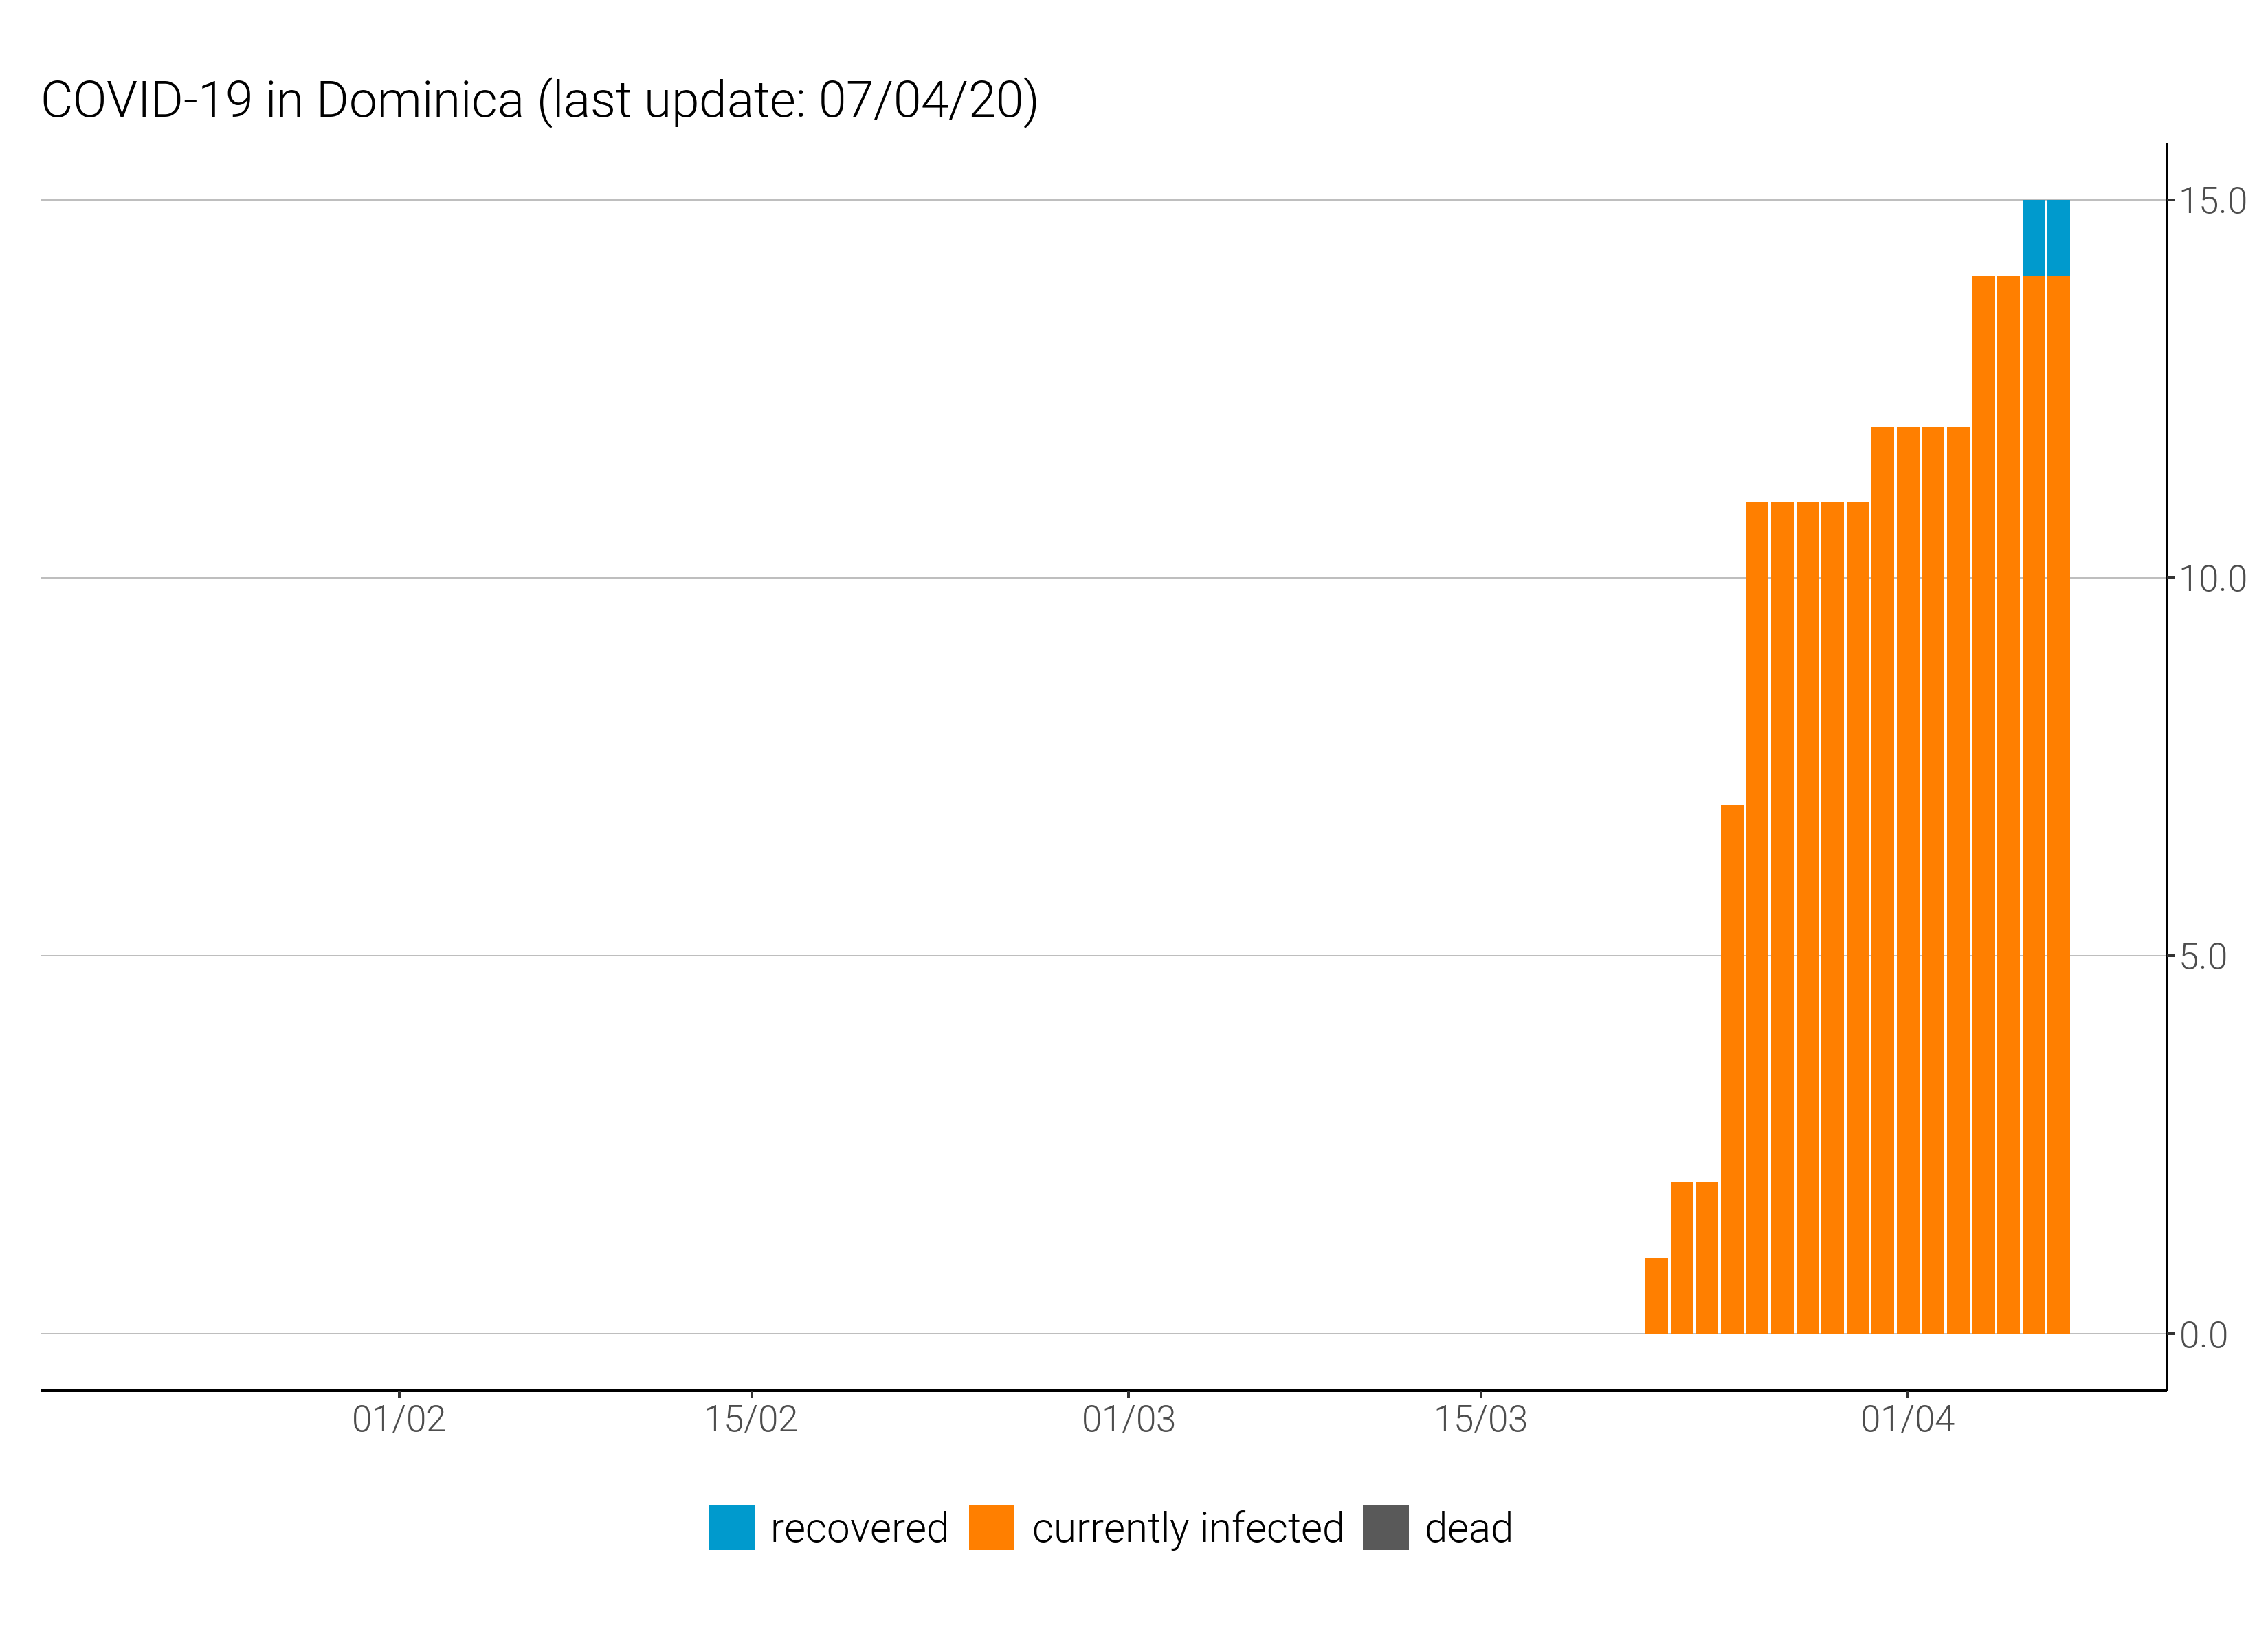 COVID-19 in Dominica (last update: 07/04/20)
15.0
10.0
5.0
0.0
01/02 15/02 01/03 15/03 01/04
recovered currently infected dead